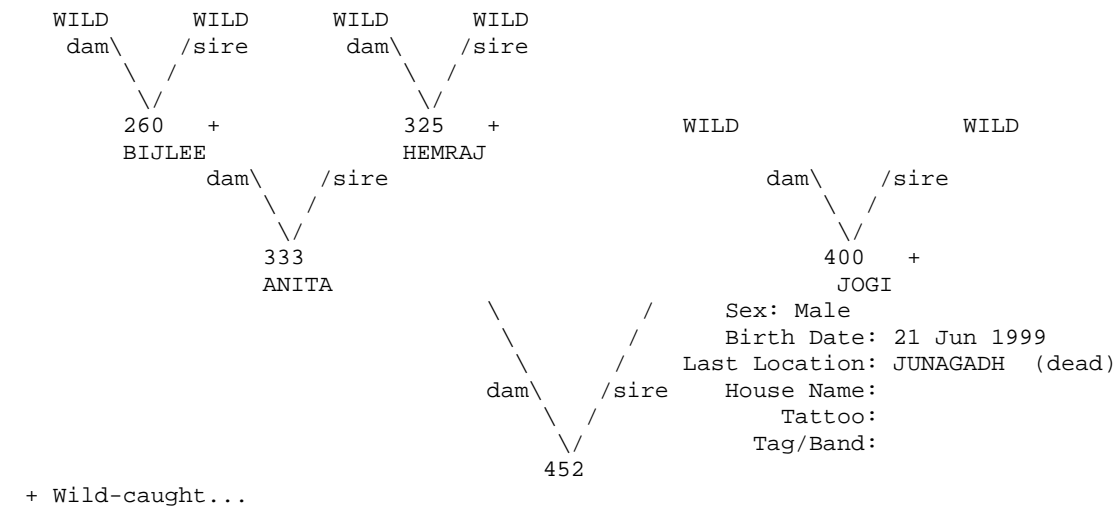 WILD WILD WILD WILD
dam\ /sire dam\ /sire
\ / \ /
\/ \/
260 + 325 + WILD WILD
BIJLEE HEMRAJ
dam\ /sire dam\ /sire
\ / \ /
\/ \/
333 400 +
ANITA JOGI
\ / Sex: Male
\ / Birth Date: 21 Jun 1999
\ / Last Location: JUNAGADH (dead)
dam\ /sire House Name:
\ / Tattoo:
\/ Tag/Band:
452
+ Wild-caught...